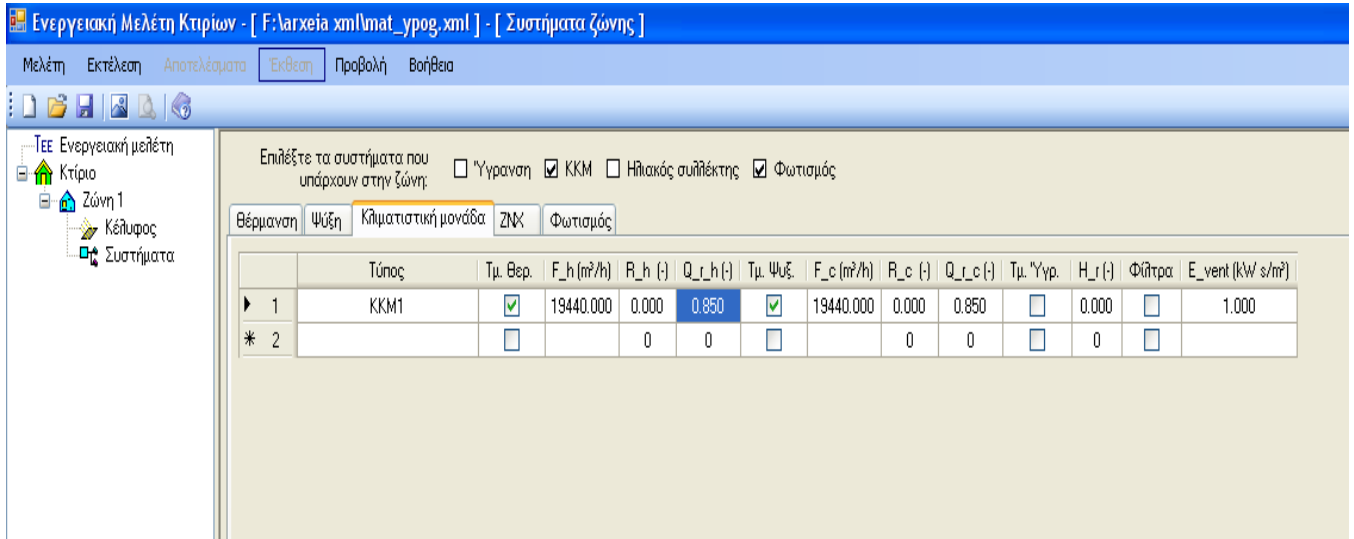 Ενεργειακή Μελέτη Κτιρίων - [ F:\arxeia xml\mat_ypog.xml ] - [ Συστήματα ζώνης ]
Μελέτη Εκτέλεση Αποτελέσματα Έκθεση Προβολή Βοήθεια
ΤΕΕ Ενεργειακή μελέτη
Κτίριο
Ζώνη 1
Κέλυφος
Συστήματα
Επιλέξτε τα συστήματα που
υπάρχουν στην ζώνη:
Ύγρανση ΚΚΜ Ηλιακός συλλέκτης Φωτισμός
Θέρμανση Ψύξη Κλιματιστική μονάδα ΖΝΧ Φωτισμός
Τύπος Τμ. Θερ. F_h (m³/h) R_h (-) Q_r_h (-) Τμ. Ψυξ. F_c (m³/h) R_c (-) Q_r_c (-) Τμ. Ύγρ. H_r (-) Φίλτρα E_vent (kW s/m³)
1 ΚΚΜ1 19440.000 0.000 0.850 19440.000 0.000 0.850 0.000 1.000
* 2 0 0 0 0 0